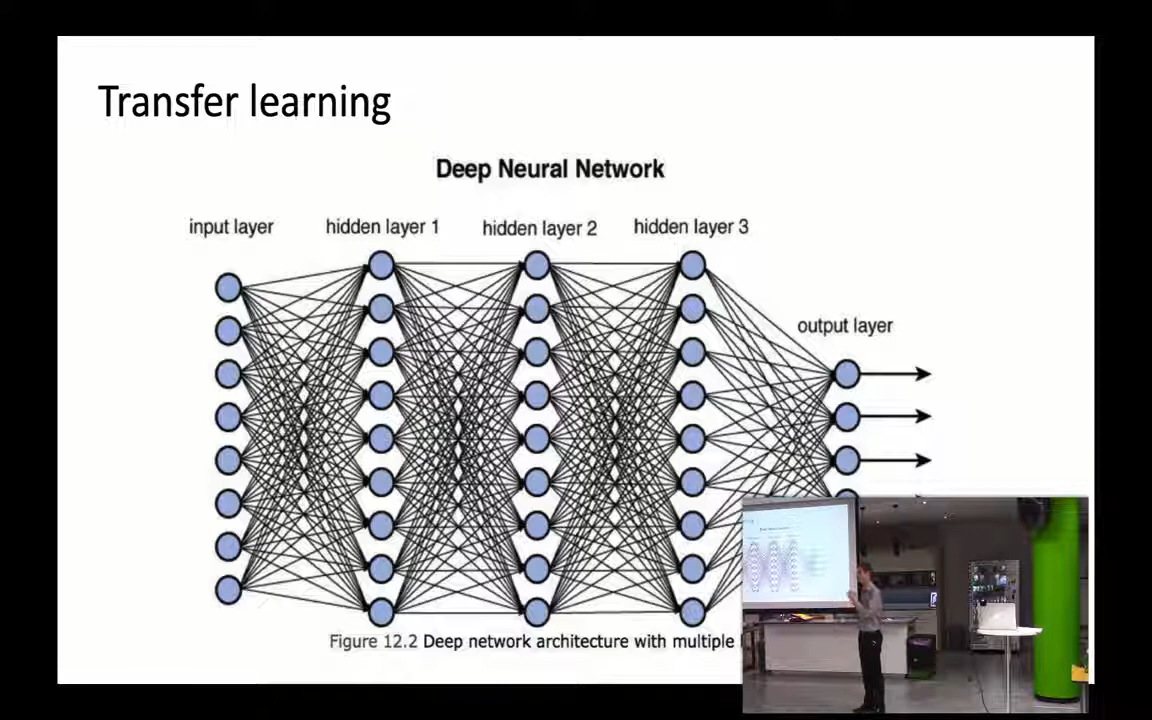 Transfer learning
Deep Neural Network
input layer
hidden layer 1
hidden layer 2
hidden layer 3
output layer
Figure 12.2 Deep network architecture with multiple